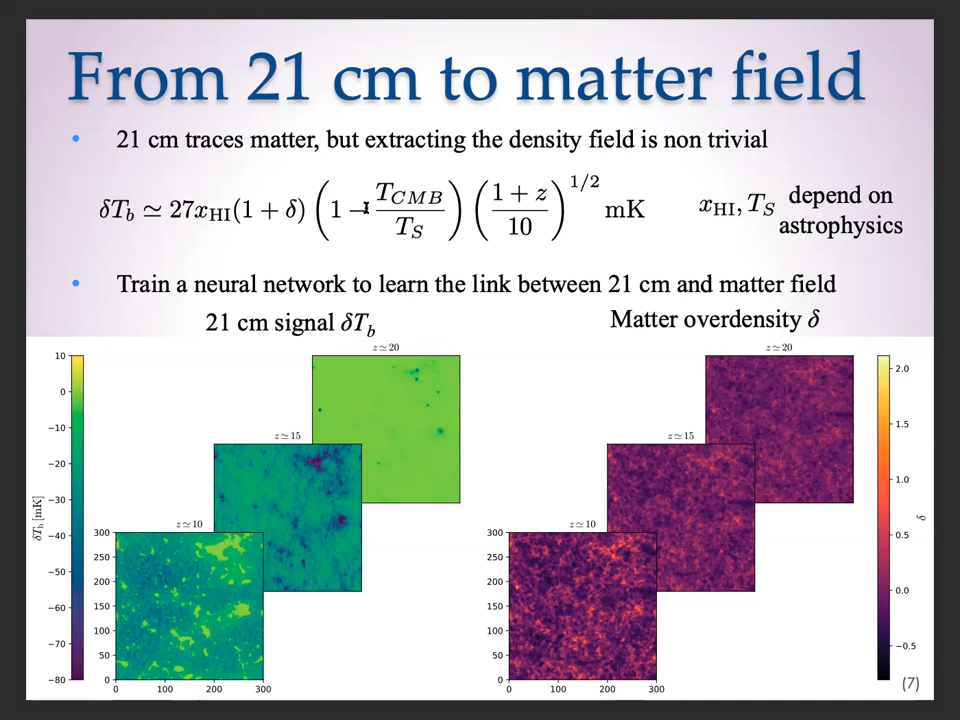 From 21 cm to matter field
• 21 cm traces matter, but extracting the density field is non trivial
δT_b ≃ 27x_HI(1 + δ) (1 − T_CMB / T_S) ((1 + z) / 10)^1/2 mK
x_HI, T_S depend on
astrophysics
• Train a neural network to learn the link between 21 cm and matter field
21 cm signal δT_b
Matter overdensity δ
z≃20
z≃15
z≃10
10
0
−10
−20
−30
−40
−50
−60
−70
−80
δT_b [mK]
300
250
200
150
100
50
0
0 100 200 300
z≃20
z≃15
z≃10
300
250
200
150
100
50
0
0 100 200 300
2.0
1.5
1.0
0.5
0.0
−0.5
δ
(7)